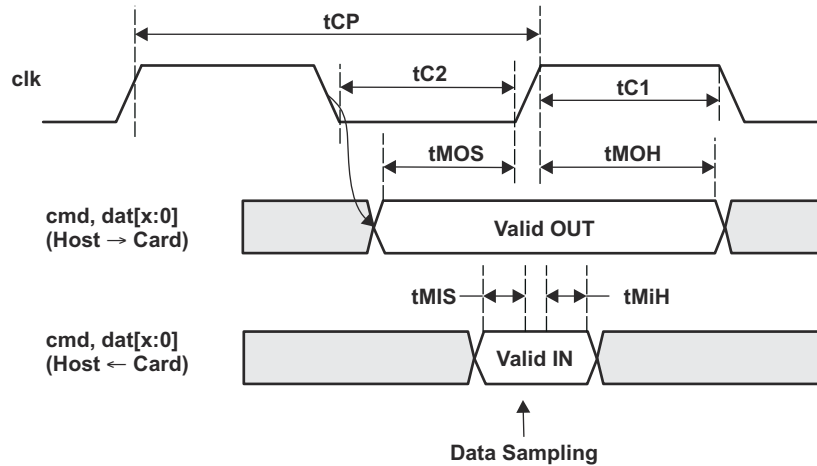 tCP
clk
tC2
tC1
tMOS
tMOH
cmd, dat[x:0]
(Host → Card)
Valid OUT
tMIS
tMiH
cmd, dat[x:0]
(Host ← Card)
Valid IN
Data Sampling